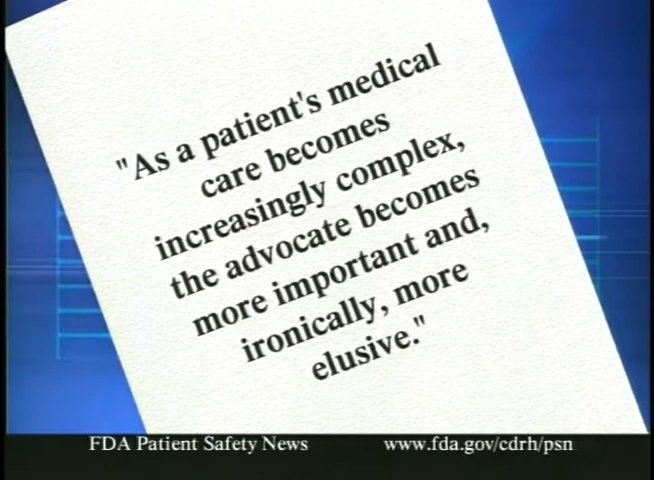 "As a patient's medical
care becomes
increasingly complex,
the advocate becomes
more important and,
ironically, more
elusive."
FDA Patient Safety News www.fda.gov/cdrh/psn